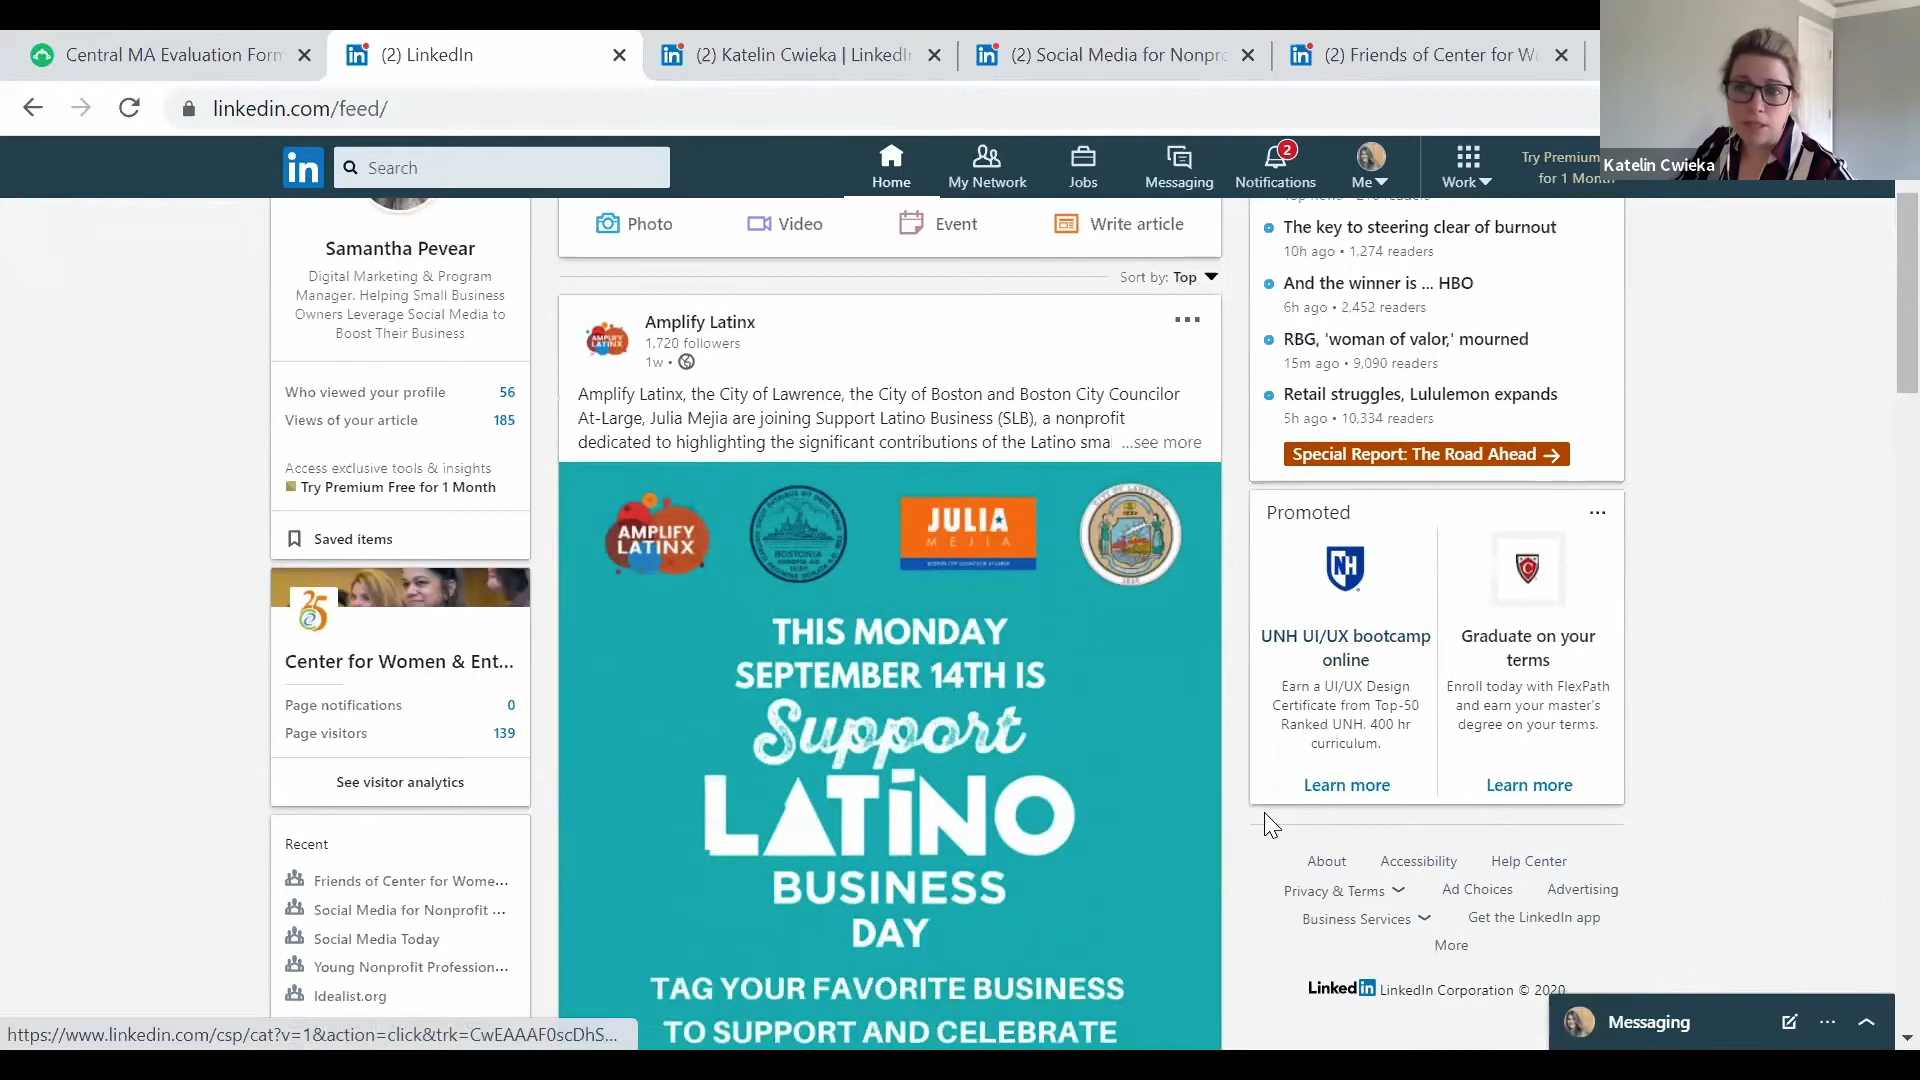 Central MA Evaluation Form
(2) LinkedIn
(2) Katelin Cwieka | LinkedIn
(2) Social Media for Nonpro
(2) Friends of Center for Wo
linkedin.com/feed/
Katelin Cwieka
in
Search
Home
My Network
Jobs
Messaging
2
Notifications
Me
Work
Try Premium
for 1 Month
Samantha Pevear
Digital Marketing & Program
Manager. Helping Small Business
Owners Leverage Social Media to
Boost Their Business
Who viewed your profile 56
Views of your article 185
Access exclusive tools & insights
Try Premium Free for 1 Month
Saved items
25
Center for Women & Ent...
Page notifications 0
Page visitors 139
See visitor analytics
Recent
Friends of Center for Wome...
Social Media for Nonprofit ...
Social Media Today
Young Nonprofit Profession...
Idealist.org
Photo
Video
Event
Write article
Sort by: Top
Amplify Latinx
1,720 followers
1w •
Amplify Latinx, the City of Lawrence, the City of Boston and Boston City Councilor
At-Large, Julia Mejia are joining Support Latino Business (SLB), a nonprofit
dedicated to highlighting the significant contributions of the Latino sma ...see more
AMPLIFY
LATINX
BOSTONIA
JULIA
MEJIA
BOSTON CITY COUNCILOR AT-LARGE
THIS MONDAY
SEPTEMBER 14TH IS
Support
LATiNO
BUSINESS
DAY
TAG YOUR FAVORITE BUSINESS
TO SUPPORT AND CELEBRATE
The key to steering clear of burnout
10h ago • 1,274 readers
And the winner is ... HBO
6h ago • 2,452 readers
RBG, 'woman of valor,' mourned
15m ago • 9,090 readers
Retail struggles, Lululemon expands
5h ago • 10,334 readers
Special Report: The Road Ahead →
Promoted
NH
UNH UI/UX bootcamp
online
Earn a UI/UX Design
Certificate from Top-50
Ranked UNH. 400 hr
curriculum.
Learn more
C
Graduate on your
terms
Enroll today with FlexPath
and earn your master's
degree on your terms.
Learn more
About
Accessibility
Help Center
Privacy & Terms
Ad Choices
Advertising
Business Services
Get the LinkedIn app
More
LinkedIn LinkedIn Corporation © 2020
Messaging
https://www.linkedin.com/csp/cat?v=1&action=click&trk=CwEAAAF0scDhS...